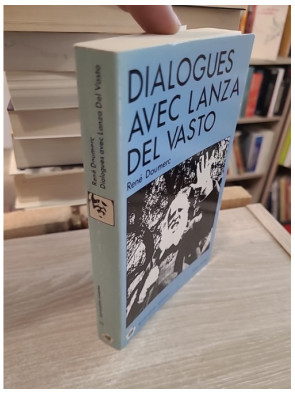 DIALOGUES
AVEC LANZA
DEL VASTO
René Doumerc
René Doumerc
Dialogues avec Lanza Del Vasto